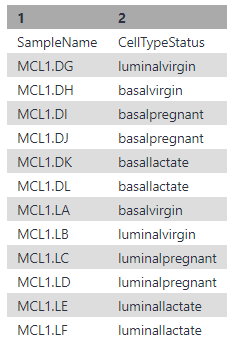 1 2
SampleName CellTypeStatus
MCL1.DG luminalvirgin
MCL1.DH basalvirgin
MCL1.DI basalpregnant
MCL1.DJ basalpregnant
MCL1.DK basallactate
MCL1.DL basallactate
MCL1.LA basalvirgin
MCL1.LB luminalvirgin
MCL1.LC luminalpregnant
MCL1.LD luminalpregnant
MCL1.LE luminallactate
MCL1.LF luminallactate